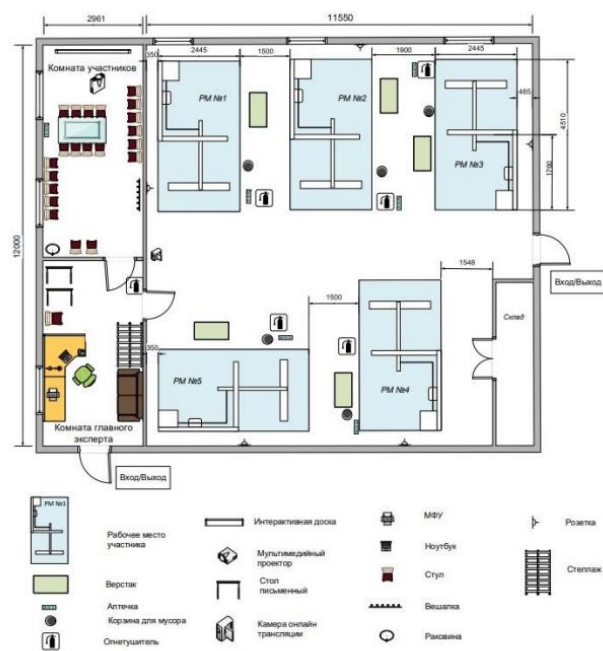 2961
11550
350
2445
1500
1900
2445
Комната участников
РМ №1
РМ №2
РМ №3
465
4510
1760
12000
1548
Вход/Выход
1500
Склад
350
РМ №5
РМ №4
Комната главного
эксперта
Вход/Выход
РМ №1
Рабочее место
участника
Верстак
Аптечка
Корзина для мусора
Огнетушитель
Интерактивная доска
Мультимедийный
проектор
Стол
письменный
Камера онлайн
трансляции
МФУ
Ноутбук
Стул
Вешалка
Раковина
Розетка
Стеллаж